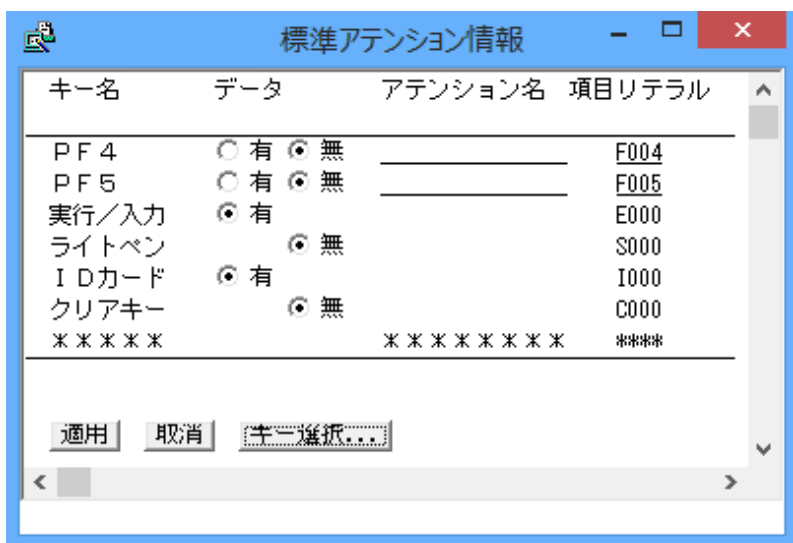 標準アテンション情報
キー名 データ アテンション名 項目リテラル
ＰＦ４ 有 無 F004
ＰＦ５ 有 無 F005
実行／入力 有 E000
ライトペン 無 S000
ＩＤカード 有 I000
クリアキー 無 C000
＊＊＊＊＊ ＊＊＊＊＊＊＊＊ ****
適用 取消 キー選択...